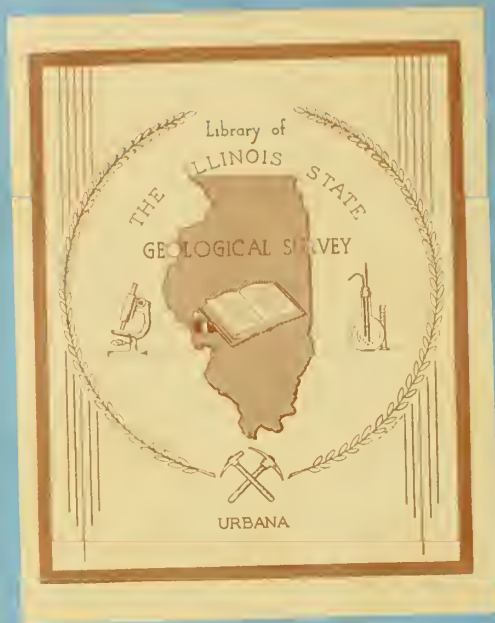 Library of
THE ILLINOIS STATE
GEOLOGICAL SURVEY
URBANA